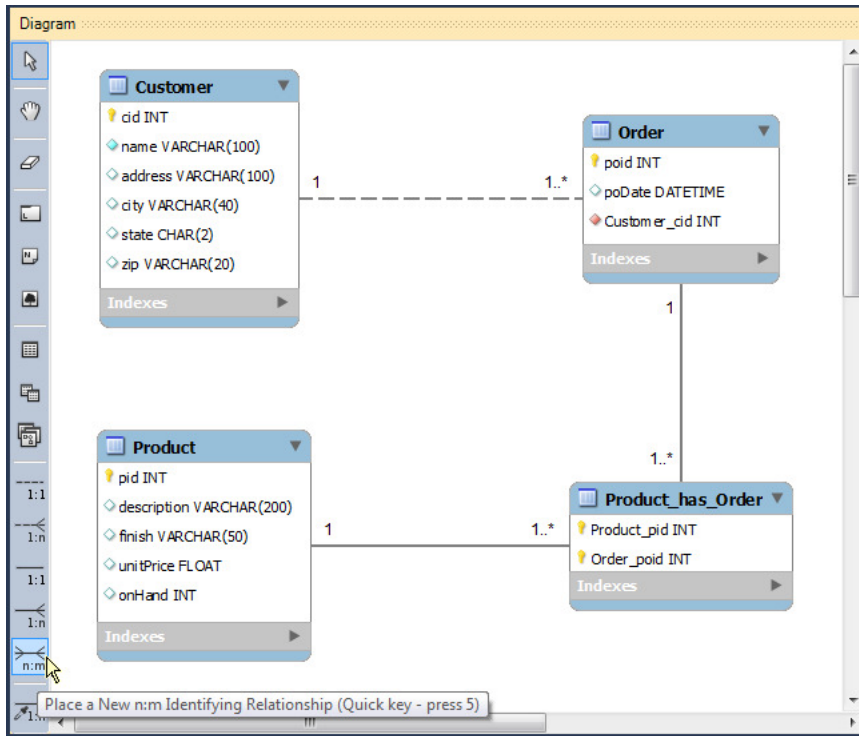 Diagram
Customer
cid INT
name VARCHAR(100)
address VARCHAR(100)
city VARCHAR(40)
state CHAR(2)
zip VARCHAR(20)
Indexes
1
1..*
Order
poid INT
poDate DATETIME
Customer_cid INT
Indexes
1
1..*
Product
pid INT
description VARCHAR(200)
finish VARCHAR(50)
unitPrice FLOAT
onHand INT
Indexes
1
1..*
Product_has_Order
Product_pid INT
Order_poid INT
Indexes
1:1
1:n
1:1
1:n
n:m
Place a New n:m Identifying Relationship (Quick key - press 5)